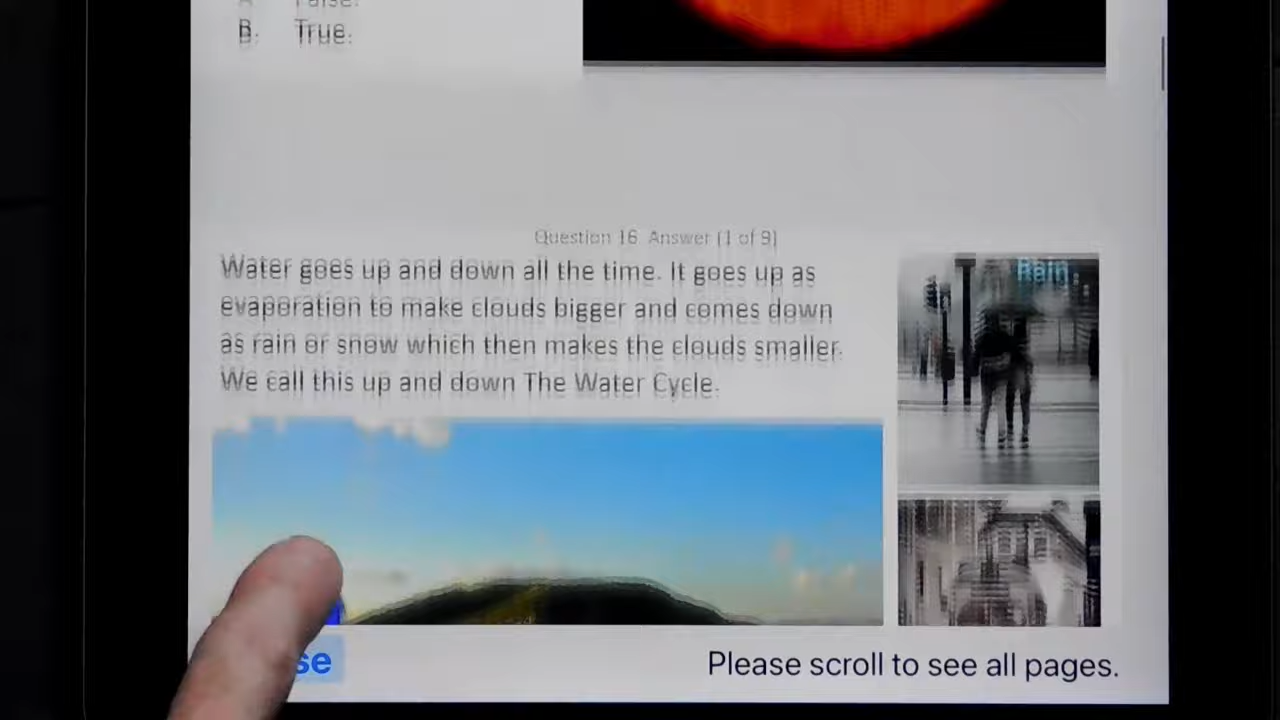 A. False.
B. True.
Question 16. Answer (1 of 9)
Water goes up and down all the time. It goes up as
evaporation to make clouds bigger and comes down
as rain or snow which then makes the clouds smaller.
We call this up and down The Water Cycle.
Rain.
se
Please scroll to see all pages.